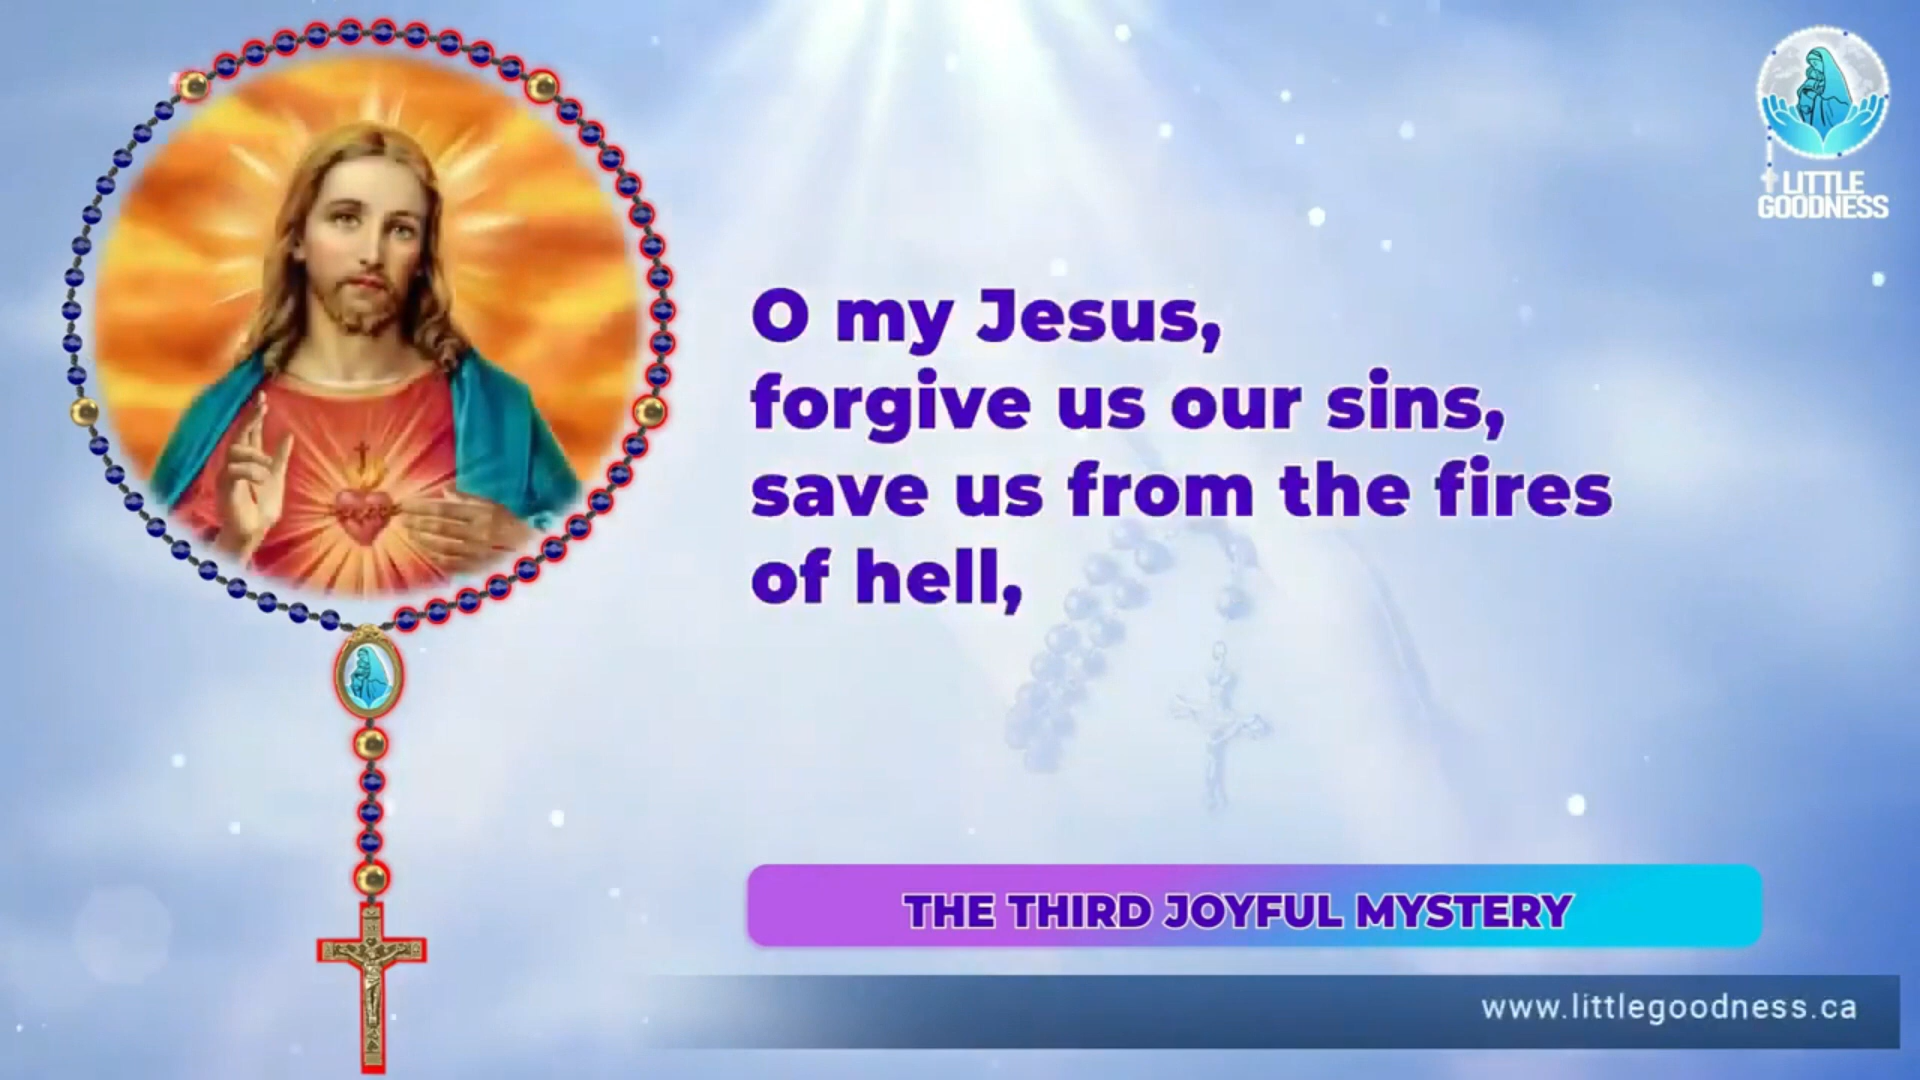 LITTLE
GOODNESS
O my Jesus,
forgive us our sins,
save us from the fires
of hell,
THE THIRD JOYFUL MYSTERY
www.littlegoodness.ca